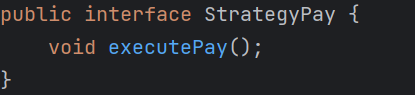 public interface StrategyPay {
    void executePay();
}